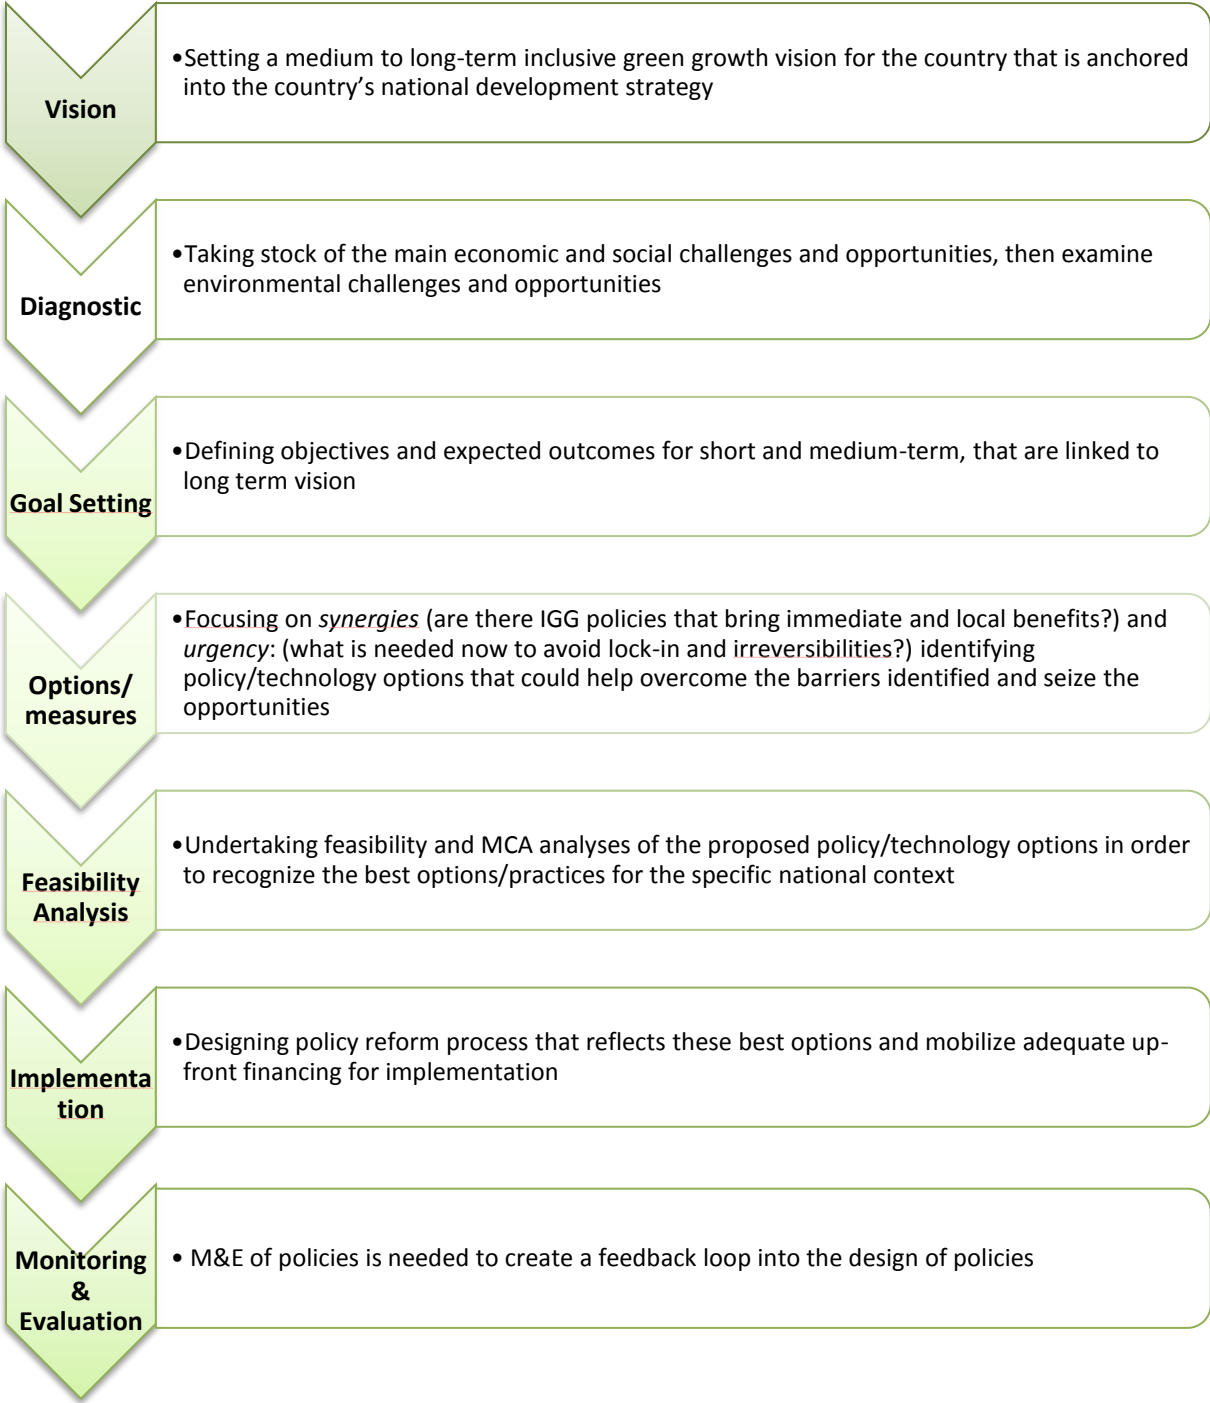 Vision
•Setting a medium to long-term inclusive green growth vision for the country that is anchored
into the country's national development strategy
Diagnostic
•Taking stock of the main economic and social challenges and opportunities, then examine
environmental challenges and opportunities
Goal Setting
•Defining objectives and expected outcomes for short and medium-term, that are linked to
long term vision
Options/
measures
•Focusing on synergies (are there IGG policies that bring immediate and local benefits?) and
urgency: (what is needed now to avoid lock-in and irreversibilities?) identifying
policy/technology options that could help overcome the barriers identified and seize the
opportunities
Feasibility
Analysis
•Undertaking feasibility and MCA analyses of the proposed policy/technology options in order
to recognize the best options/practices for the specific national context
Implementa
tion
•Designing policy reform process that reflects these best options and mobilize adequate up-
front financing for implementation
Monitoring
&
Evaluation
• M&E of policies is needed to create a feedback loop into the design of policies